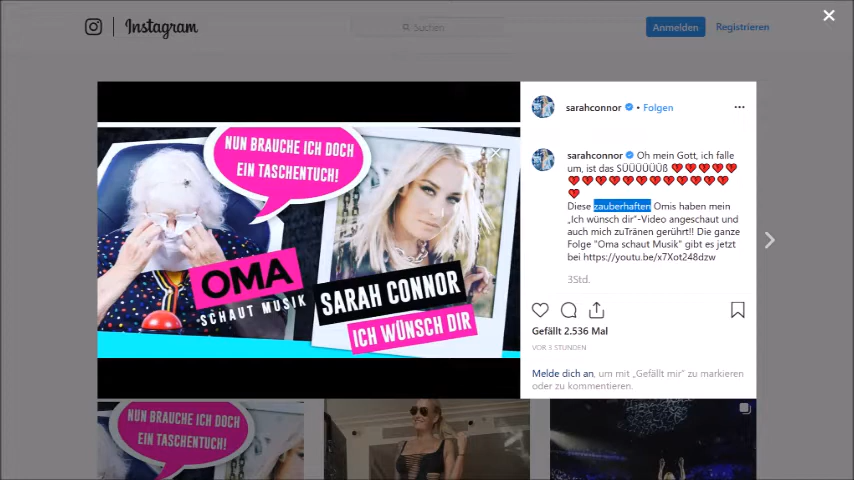 Instagram
Suchen
Anmelden
Registrieren
NUN BRAUCHE ICH DOCH
EIN TASCHENTUCH!
OMA
SCHAUT MUSIK
SARAH CONNOR
ICH WÜNSCH DIR
sarahconnor • Folgen
sarahconnor Oh mein Gott, ich falle
um, ist das SÜÜÜÜÜÜß
Diese zauberhaften Omis haben mein
„Ich wünsch dir“-Video angeschaut und
auch mich zuTränen gerührt!! Die ganze
Folge "Oma schaut Musik" gibt es jetzt
bei https://youtu.be/x7Xot248dzw
3Std.
Gefällt 2.536 Mal
VOR 3 STUNDEN
Melde dich an, um mit „Gefällt mir“ zu markieren
oder zu kommentieren.
NUN BRAUCHE ICH DOCH
EIN TASCHENTUCH!